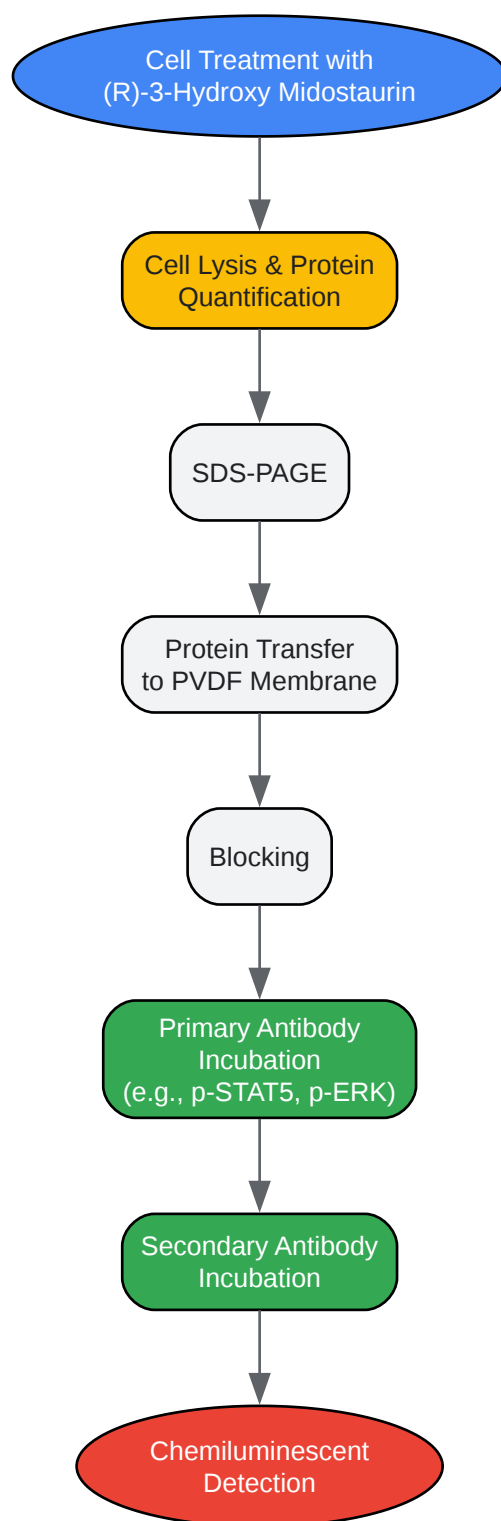 Cell Treatment with
(R)-3-Hydroxy Midostaurin
Cell Lysis & Protein
Quantification
SDS-PAGE
Protein Transfer
to PVDF Membrane
Blocking
Primary Antibody
Incubation
(e.g., p-STAT5, p-ERK)
Secondary Antibody
Incubation
Chemiluminescent
Detection